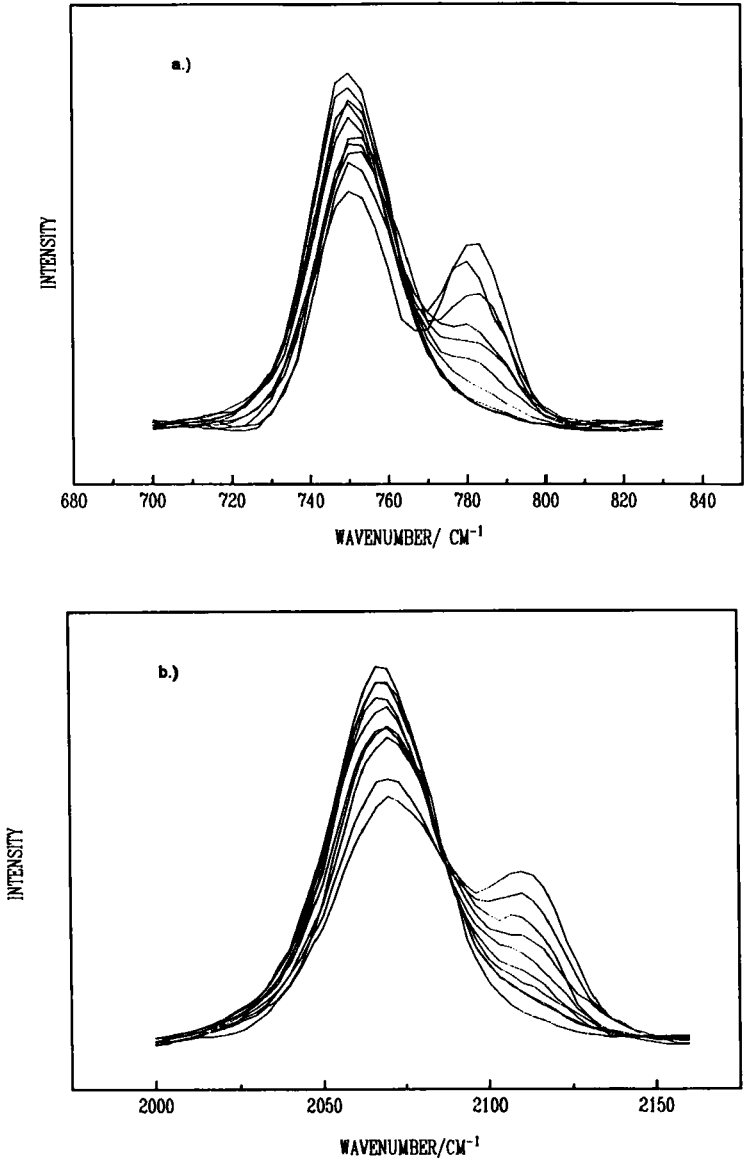 a.)
INTENSITY
680 700 720 740 760 780 800 820 840
WAVENUMBER/ CM⁻¹
b.)
INTENSITY
2000 2050 2100 2150
WAVENUMBER/CM⁻¹